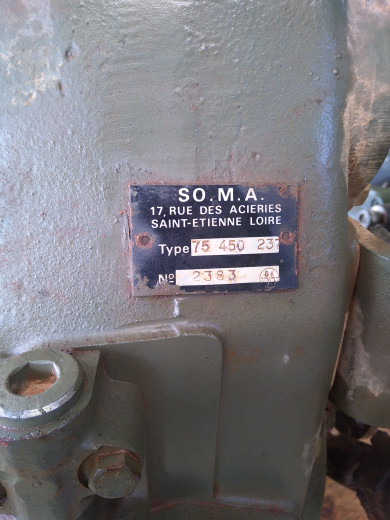 SO.M.A.
17, RUE DES ACIERIES
SAINT-ETIENNE LOIRE
Type 75 450 237
Nº 2383